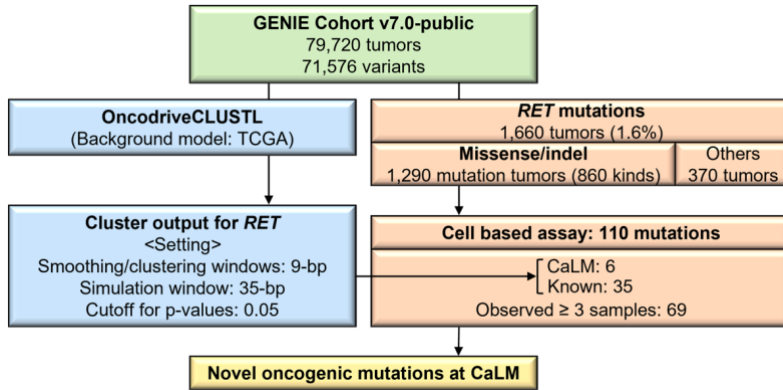 GENIE Cohort v7.0-public
79,720 tumors
71,576 variants
OncodriveCLUSTL
(Background model: TCGA)
RET mutations
1,660 tumors (1.6%)
Missense/indel
1,290 mutation tumors (860 kinds)
Others
370 tumors
Cluster output for RET
<Setting>
Smoothing/clustering windows: 9-bp
Simulation window: 35-bp
Cutoff for p-values: 0.05
Cell based assay: 110 mutations
CaLM: 6
Known: 35
Observed ≥ 3 samples: 69
Novel oncogenic mutations at CaLM